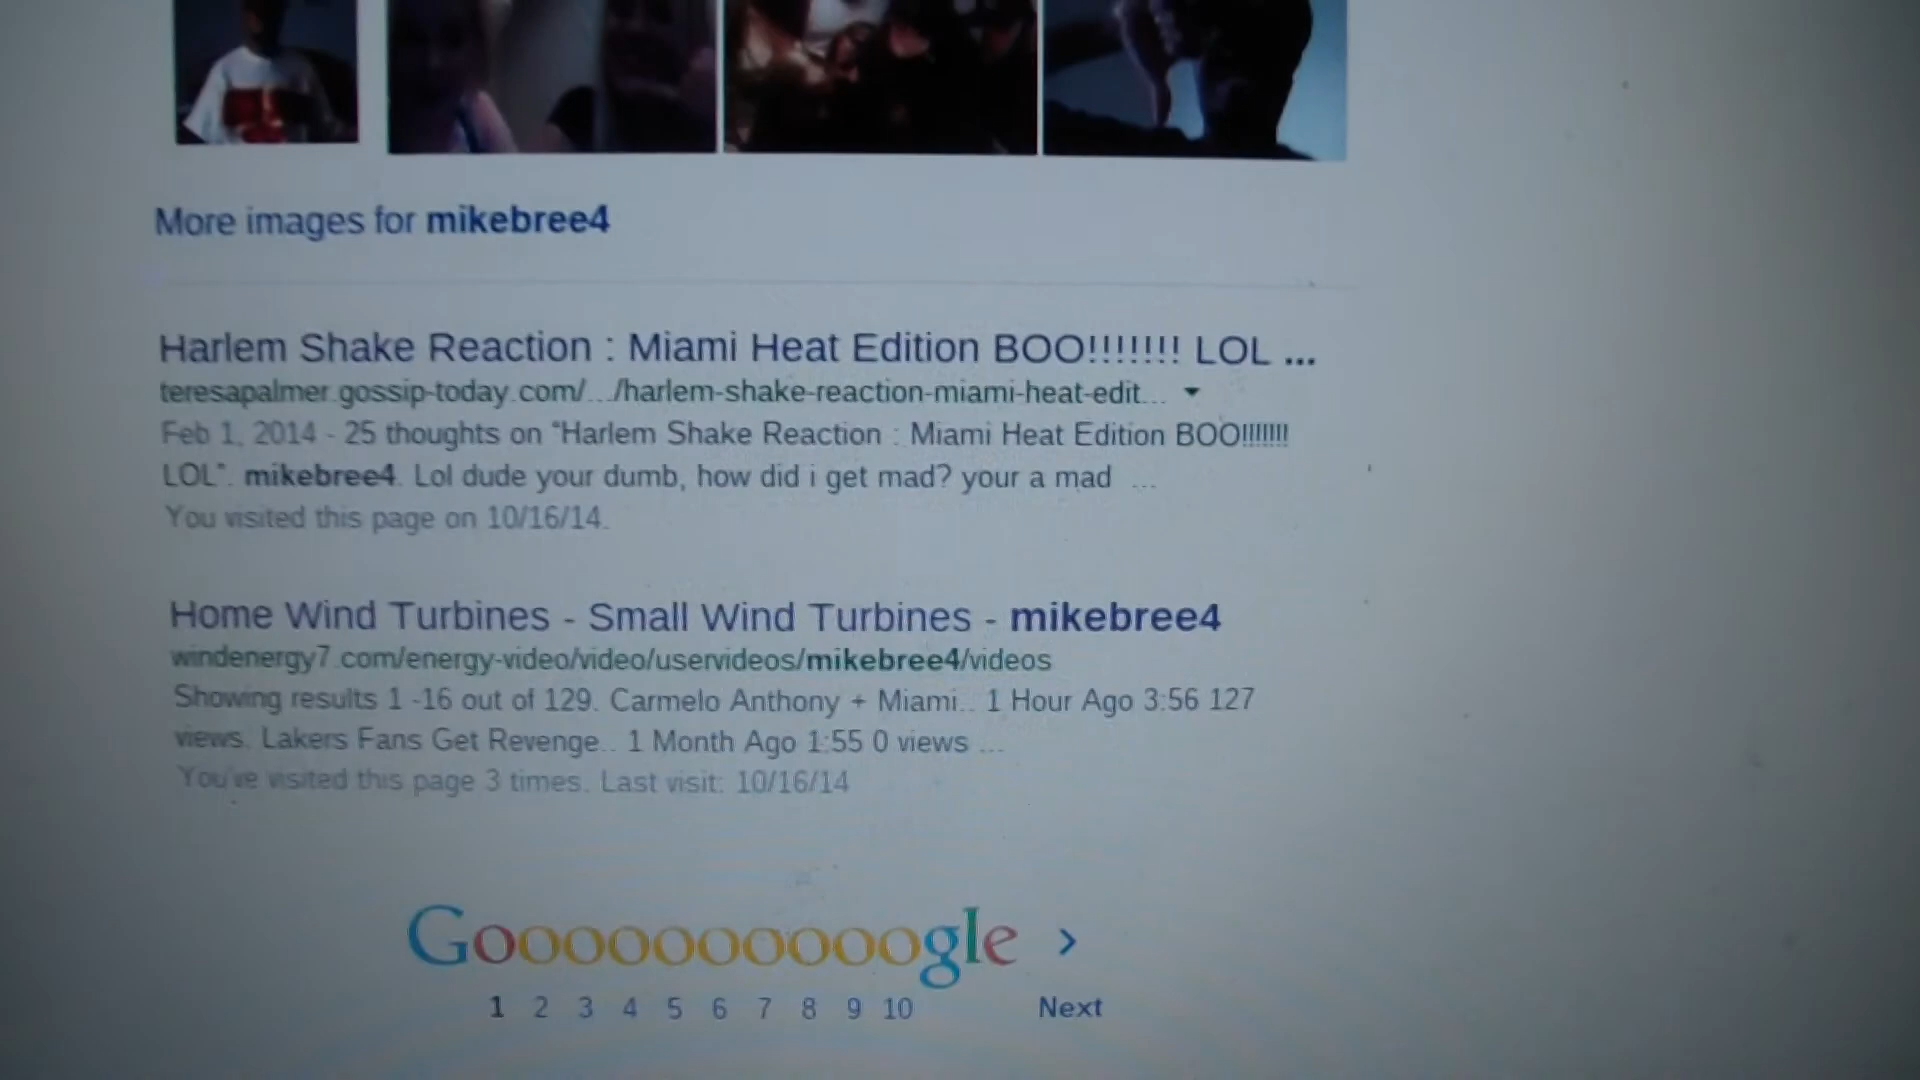 More images for mikebree4
Harlem Shake Reaction : Miami Heat Edition BOO!!!!!!! LOL ...
teresapalmer.gossip-today.com/.../harlem-shake-reaction-miami-heat-edit...
Feb 1, 2014 - 25 thoughts on “Harlem Shake Reaction : Miami Heat Edition BOO!!!!!!!
LOL”. mikebree4. Lol dude your dumb, how did i get mad? your a mad ...
You visited this page on 10/16/14.
Home Wind Turbines - Small Wind Turbines - mikebree4
windenergy7.com/energy-video/video/uservideos/mikebree4/videos
Showing results 1 -16 out of 129. Carmelo Anthony + Miami.. 1 Hour Ago 3:56 127
views. Lakers Fans Get Revenge.. 1 Month Ago 1:55 0 views ...
You've visited this page 3 times. Last visit: 10/16/14
Goooooooooogle >
1 2 3 4 5 6 7 8 9 10 Next